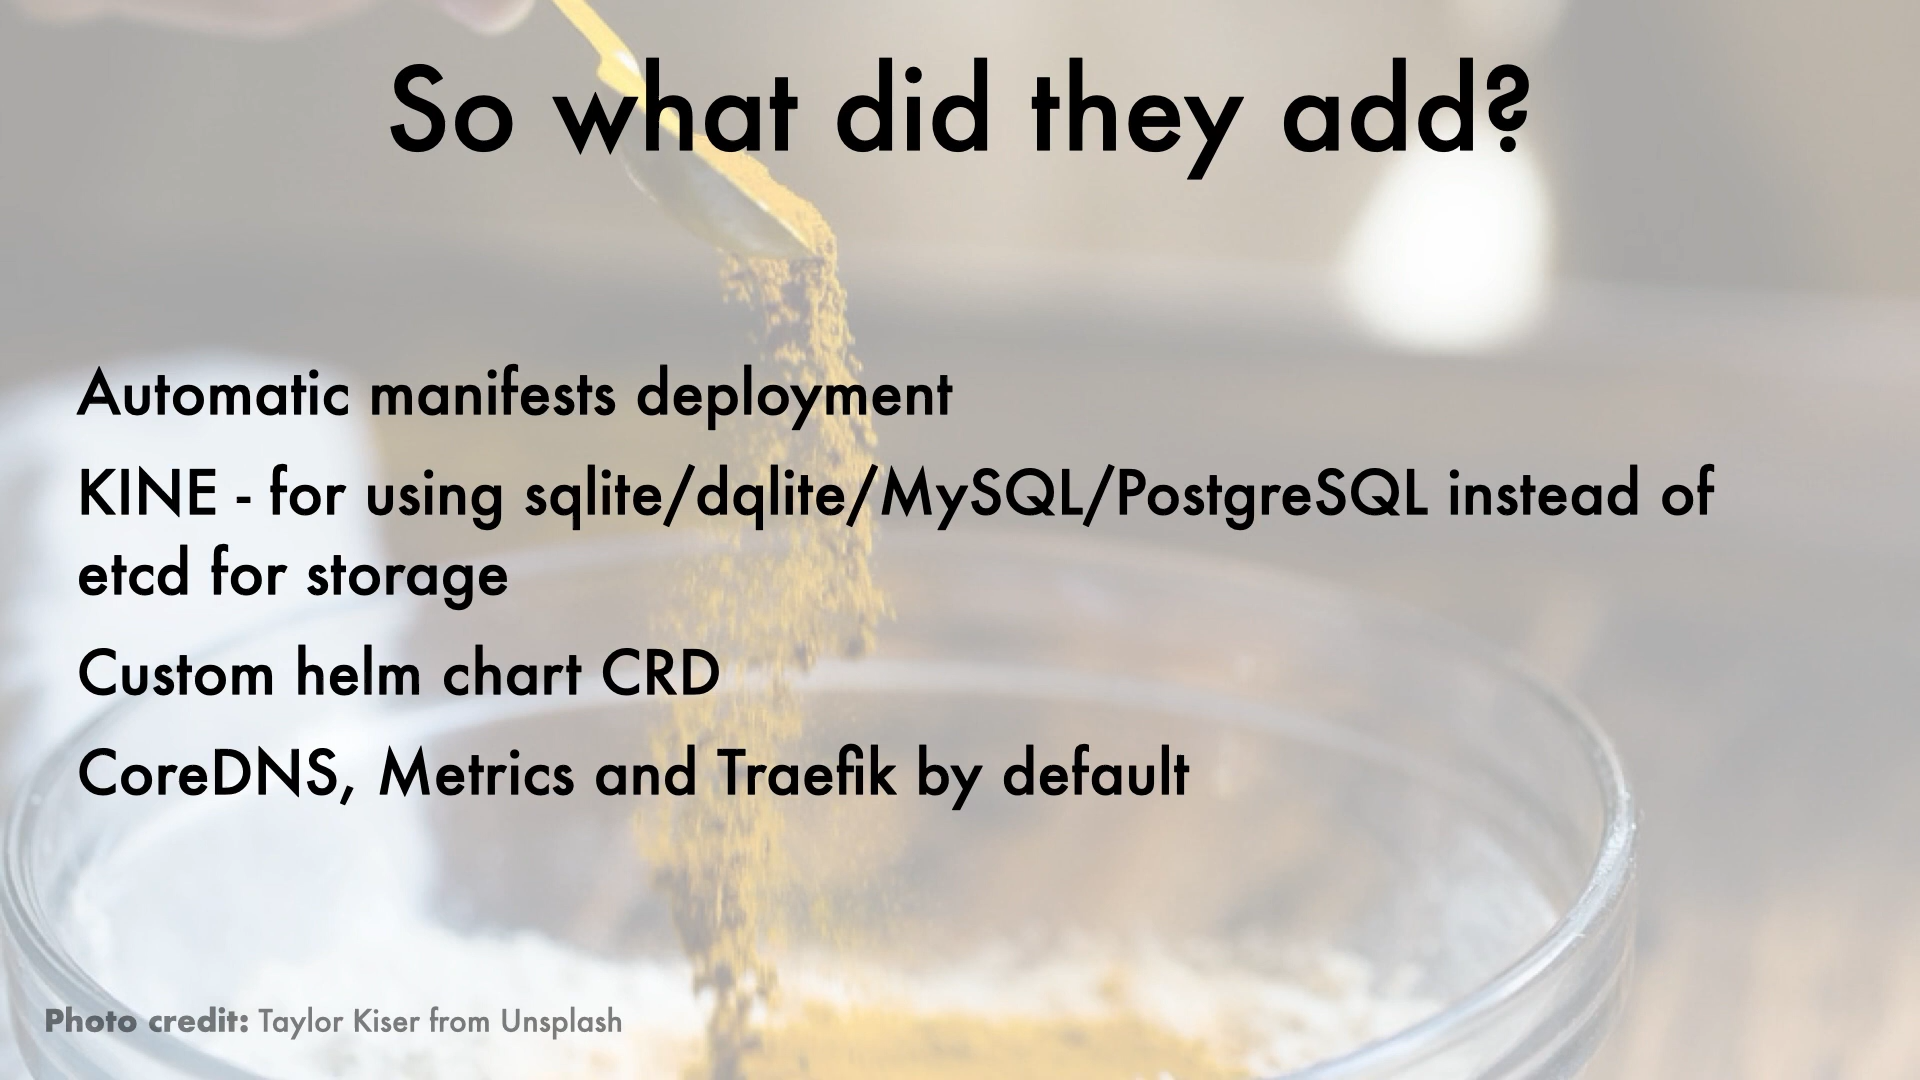 So what did they add?
Automatic manifests deployment
KINE - for using sqlite/dqlite/MySQL/PostgreSQL instead of
etcd for storage
Custom helm chart CRD
CoreDNS, Metrics and Traefik by default
Photo credit: Taylor Kiser from Unsplash